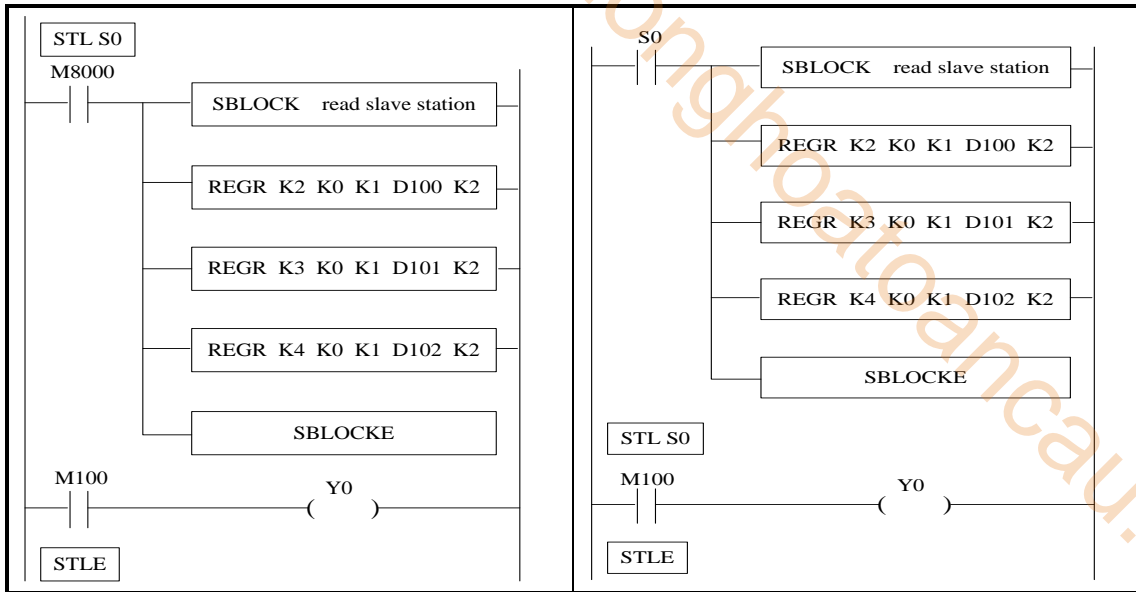 STL S0
M8000
SBLOCK read slave station
REGR K2 K0 K1 D100 K2
REGR K3 K0 K1 D101 K2
REGR K4 K0 K1 D102 K2
SBLOCKE
M100
Y0
( )
STLE
S0
SBLOCK read slave station
REGR K2 K0 K1 D100 K2
REGR K3 K0 K1 D101 K2
REGR K4 K0 K1 D102 K2
SBLOCKE
STL S0
M100
Y0
( )
STLE
onghoatoancau.